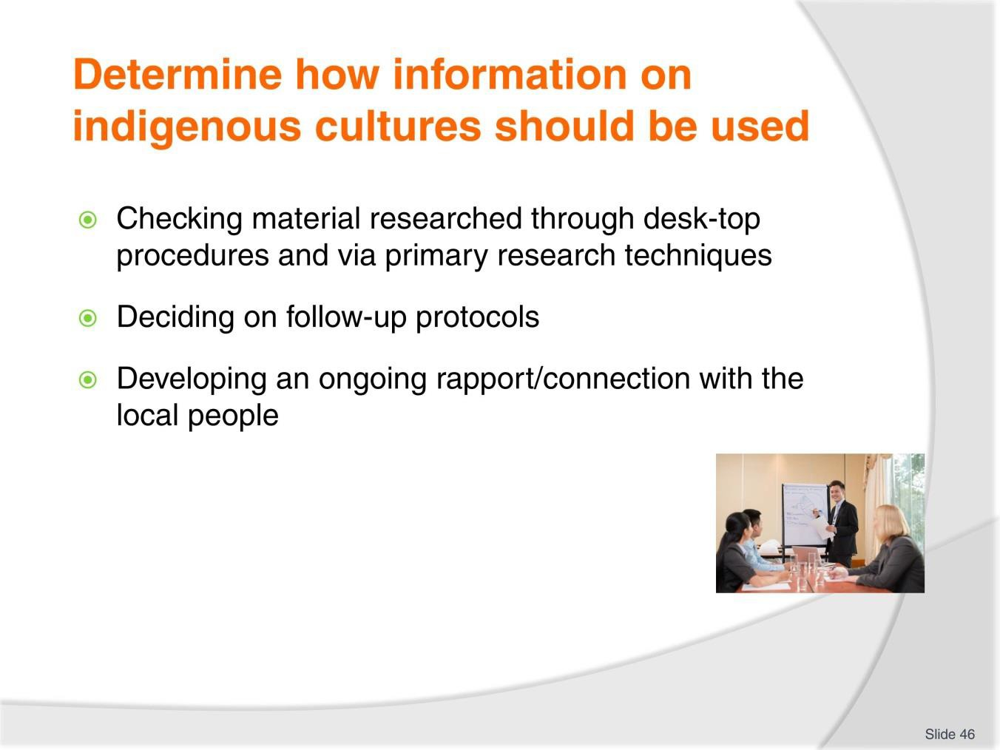 Determine how information on
indigenous cultures should be used
Checking material researched through desk-top
procedures and via primary research techniques
Deciding on follow-up protocols
Developing an ongoing rapport/connection with the
local people
Slide 46